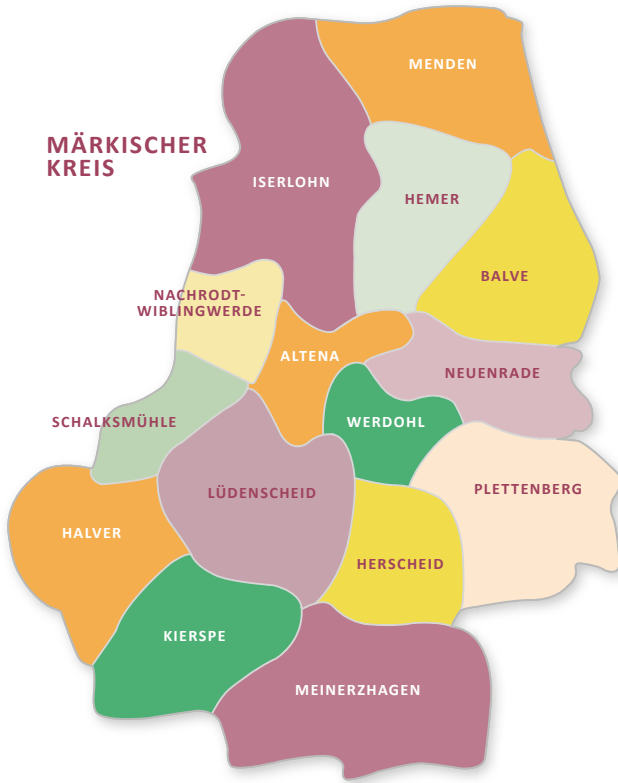 MENDEN
MÄRKISCHER
KREIS
ISERLOHN
HEMER
BALVE
NACHRODT-
WIBLINGWERDE
ALTENA
NEUENRADE
SCHALKSMÜHLE
WERDOHL
LÜDENSCHEID
PLETTENBERG
HALVER
HERSCHEID
KIERSPE
MEINERZHAGEN